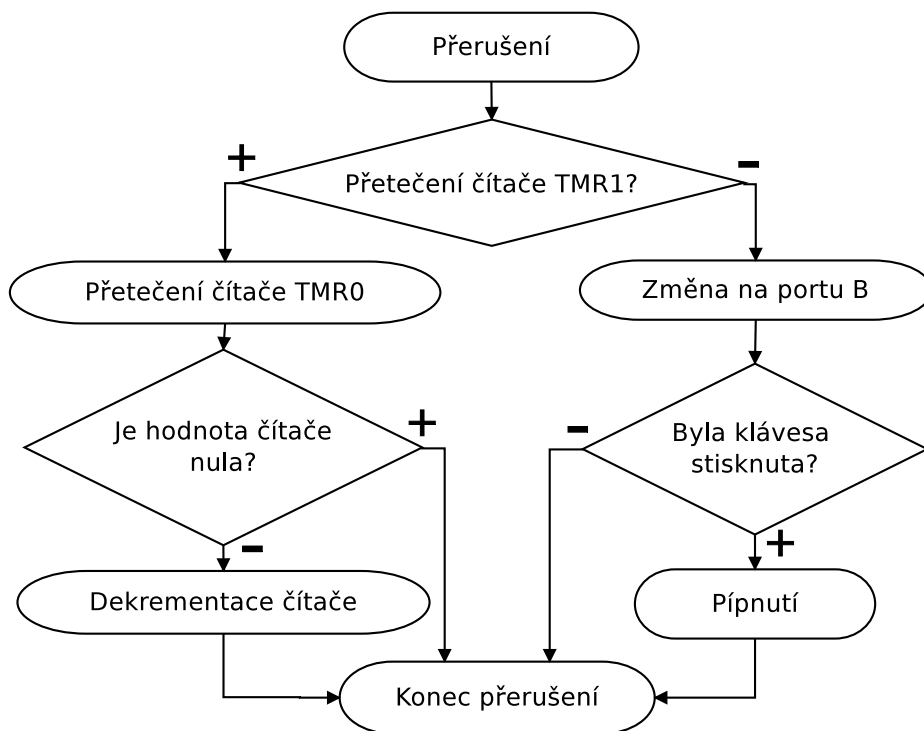 Přerušení
+
–
Přetečení čítače TMR1?
Přetečení čítače TMR0
Změna na portu B
Je hodnota čítače
nula?
+
–
Byla klávesa
stisknuta?
–
+
Dekrementace čítače
Pípnutí
Konec přerušení